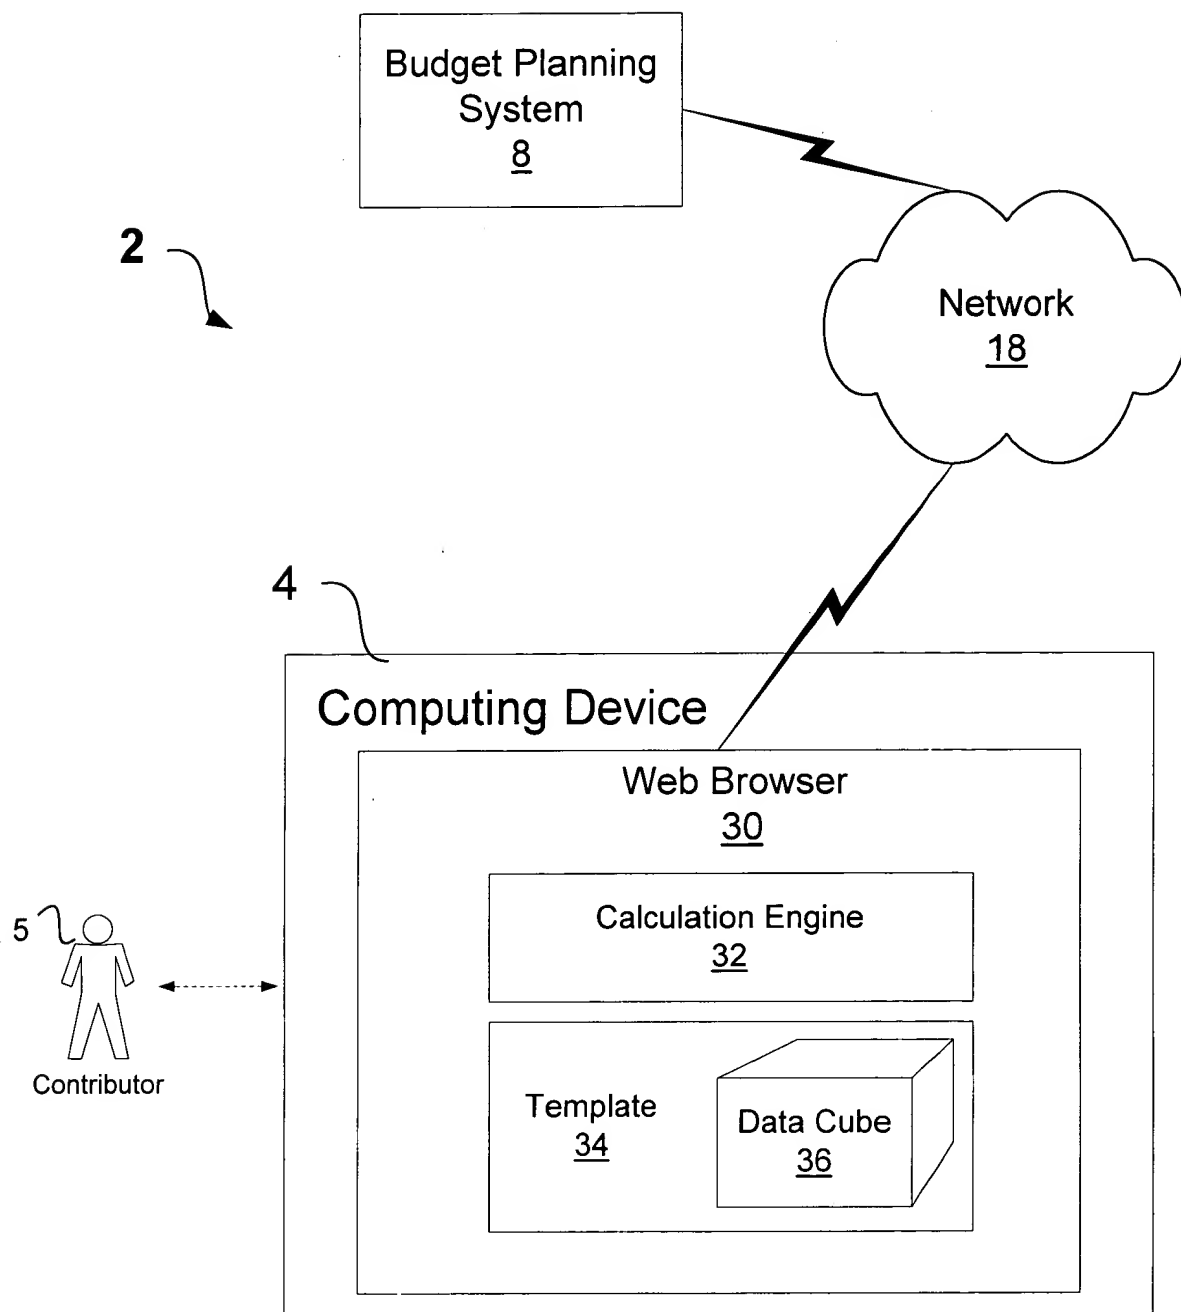 Budget Planning
System
8
2
Network
18
4
Computing Device
Web Browser
30
Calculation Engine
32
5
Contributor
Template
34
Data Cube
36